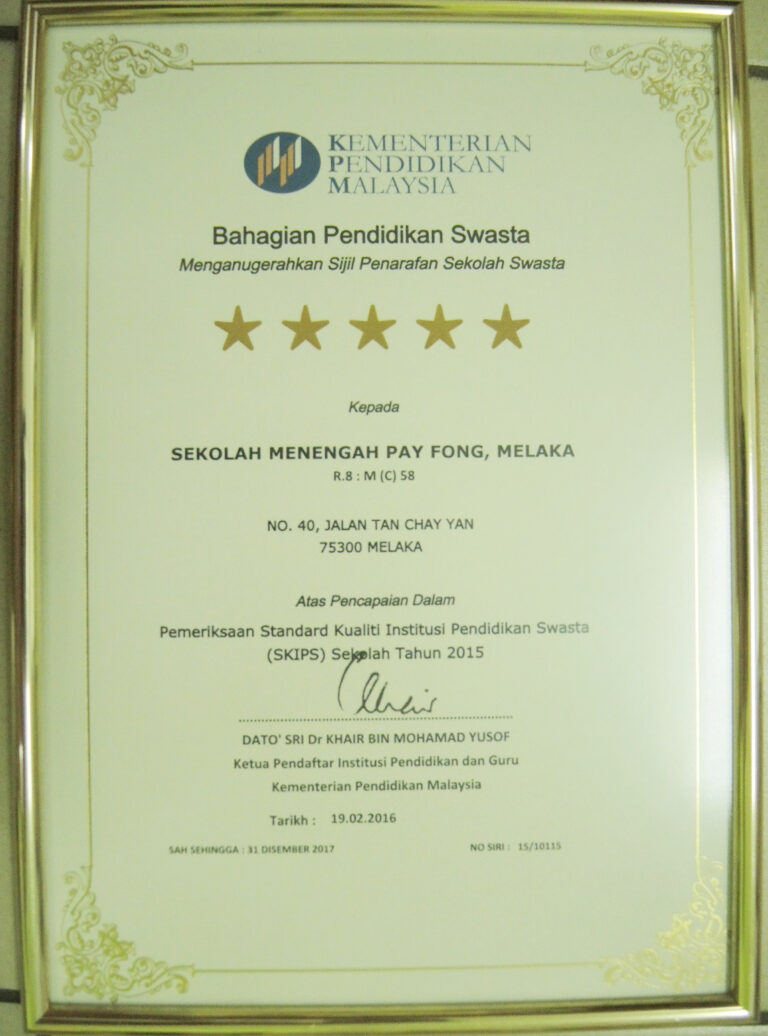 KEMENTERIAN
PENDIDIKAN
MALAYSIA
Bahagian Pendidikan Swasta
Menganugerahkan Sijil Penarafan Sekolah Swasta
Kepada
SEKOLAH MENENGAH PAY FONG, MELAKA
R.8 : M (C) 58
NO. 40, JALAN TAN CHAY YAN
75300 MELAKA
Atas Pencapaian Dalam
Pemeriksaan Standard Kualiti Institusi Pendidikan Swasta
(SKIPS) Sekolah Tahun 2015
DATO' SRI Dr KHAIR BIN MOHAMAD YUSOF
Ketua Pendaftar Institusi Pendidikan dan Guru
Kementerian Pendidikan Malaysia
Tarikh : 19.02.2016
SAH SEHINGGA : 31 DISEMBER 2017 NO SIRI : 15/10115